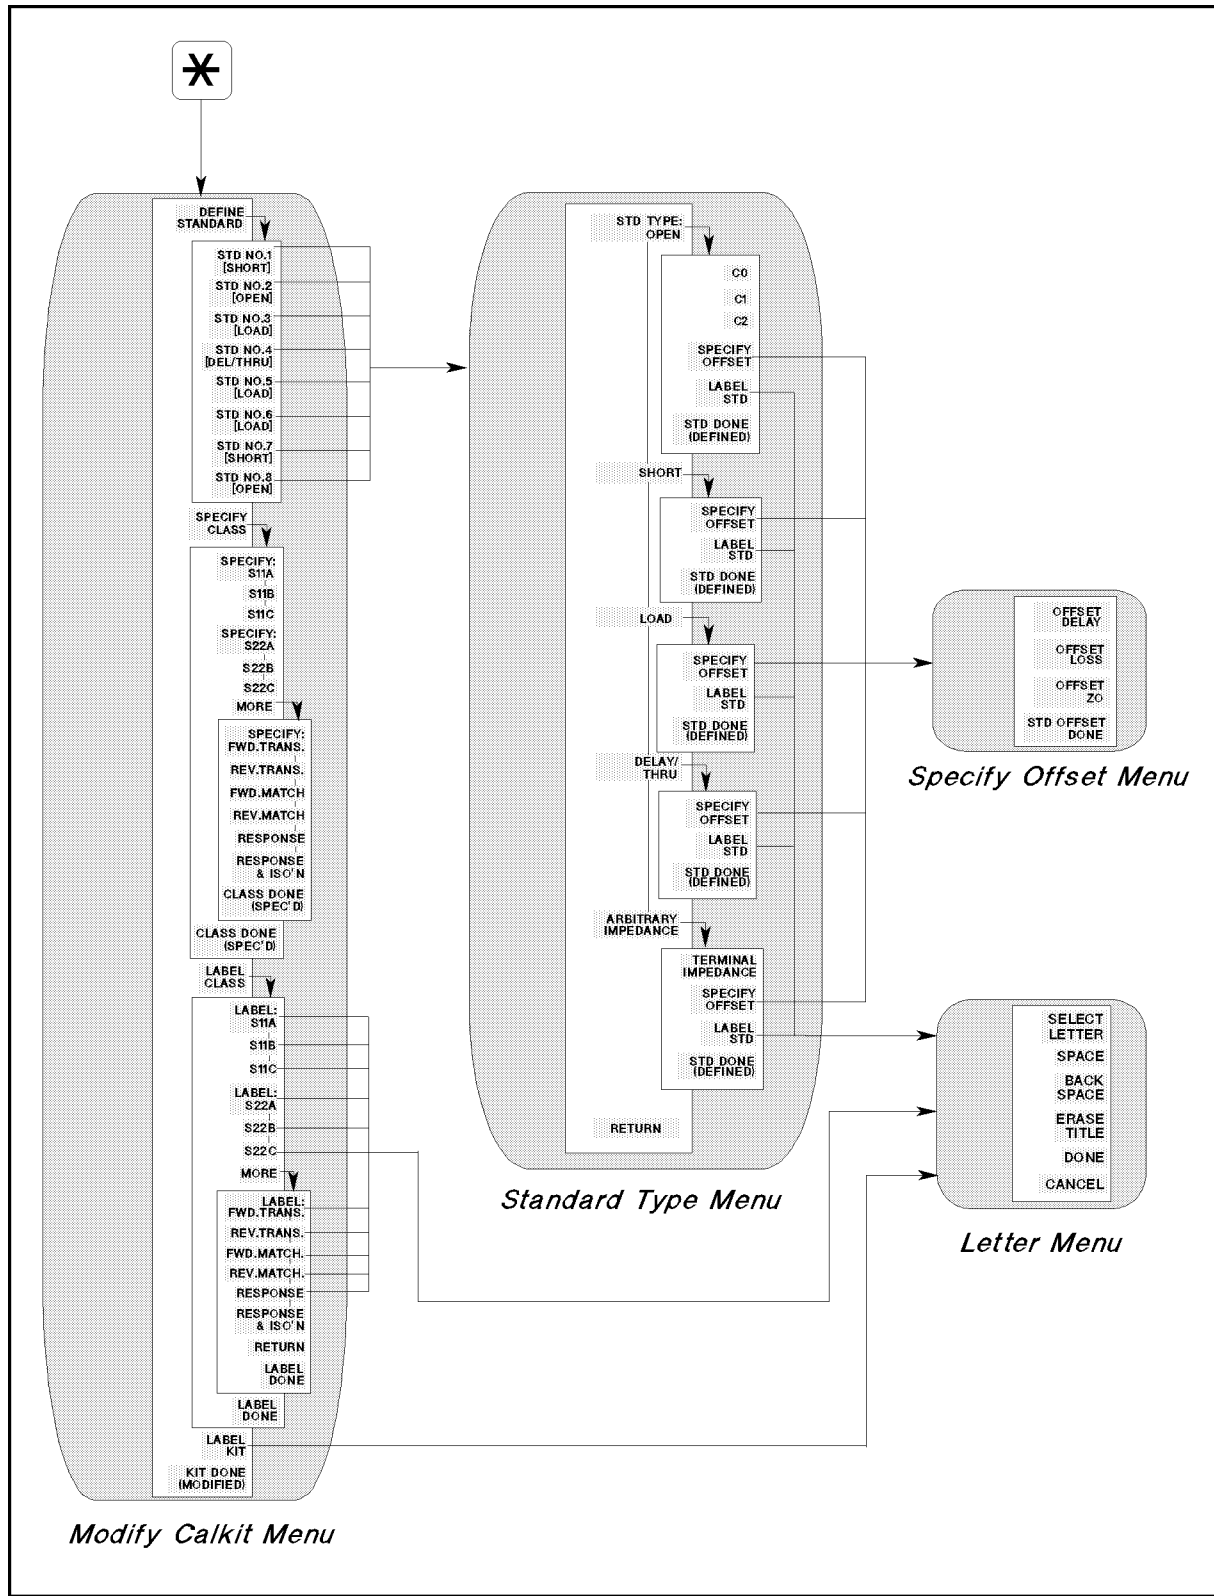 DEFINE
STANDARD
STD NO.1
[SHORT]
STD NO.2
[OPEN]
STD NO.3
[LOAD]
STD NO.4
[DEL/THRU]
STD NO.5
[LOAD]
STD NO.6
[LOAD]
STD NO.7
[SHORT]
STD NO.8
[OPEN]
SPECIFY
CLASS
SPECIFY:
S11A
S11B
S11C
SPECIFY:
S22A
S22B
S22C
MORE
SPECIFY:
FWD.TRANS.
REV.TRANS.
FWD.MATCH
REV.MATCH
RESPONSE
RESPONSE
& ISO'N
CLASS DONE
(SPEC'D)
CLASS DONE
(SPEC'D)
LABEL
CLASS
LABEL:
S11A
S11B
S11C
LABEL:
S22A
S22B
S22C
MORE
LABEL:
FWD.TRANS.
REV.TRANS.
FWD.MATCH.
REV.MATCH.
RESPONSE
RESPONSE
& ISO'N
RETURN
LABEL
DONE
LABEL
DONE
LABEL
KIT
KIT DONE
(MODIFIED)
Modify Calkit Menu
STD TYPE:
OPEN
C0
C1
C2
SPECIFY
OFFSET
LABEL
STD
STD DONE
(DEFINED)
SHORT
SPECIFY
OFFSET
LABEL
STD
STD DONE
(DEFINED)
LOAD
SPECIFY
OFFSET
LABEL
STD
STD DONE
(DEFINED)
DELAY/
THRU
SPECIFY
OFFSET
LABEL
STD
STD DONE
(DEFINED)
ARBITRARY
IMPEDANCE
TERMINAL
IMPEDANCE
SPECIFY
OFFSET
LABEL
STD
STD DONE
(DEFINED)
RETURN
Standard Type Menu
OFFSET
DELAY
OFFSET
LOSS
OFFSET
ZO
STD OFFSET
DONE
Specify Offset Menu
SELECT
LETTER
SPACE
BACK
SPACE
ERASE
TITLE
DONE
CANCEL
Letter Menu